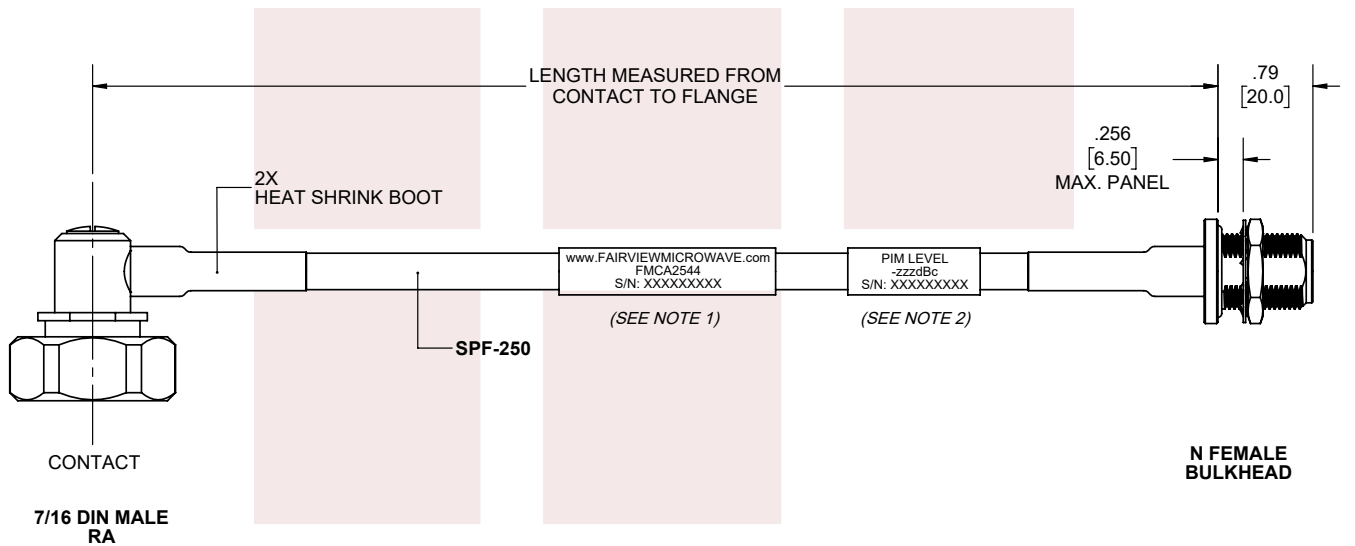 LENGTH MEASURED FROM
CONTACT TO FLANGE
.79
[20.0]
.256
[6.50]
MAX. PANEL
2X
HEAT SHRINK BOOT
www.FAIRVIEWMICROWAVE.com
FMCA2544
S/N: XXXXXXXXX
PIM LEVEL
-zzzdBc
S/N: XXXXXXXXX
(SEE NOTE 1)
(SEE NOTE 2)
SPF-250
CONTACT
7/16 DIN MALE
RA
N FEMALE
BULKHEAD